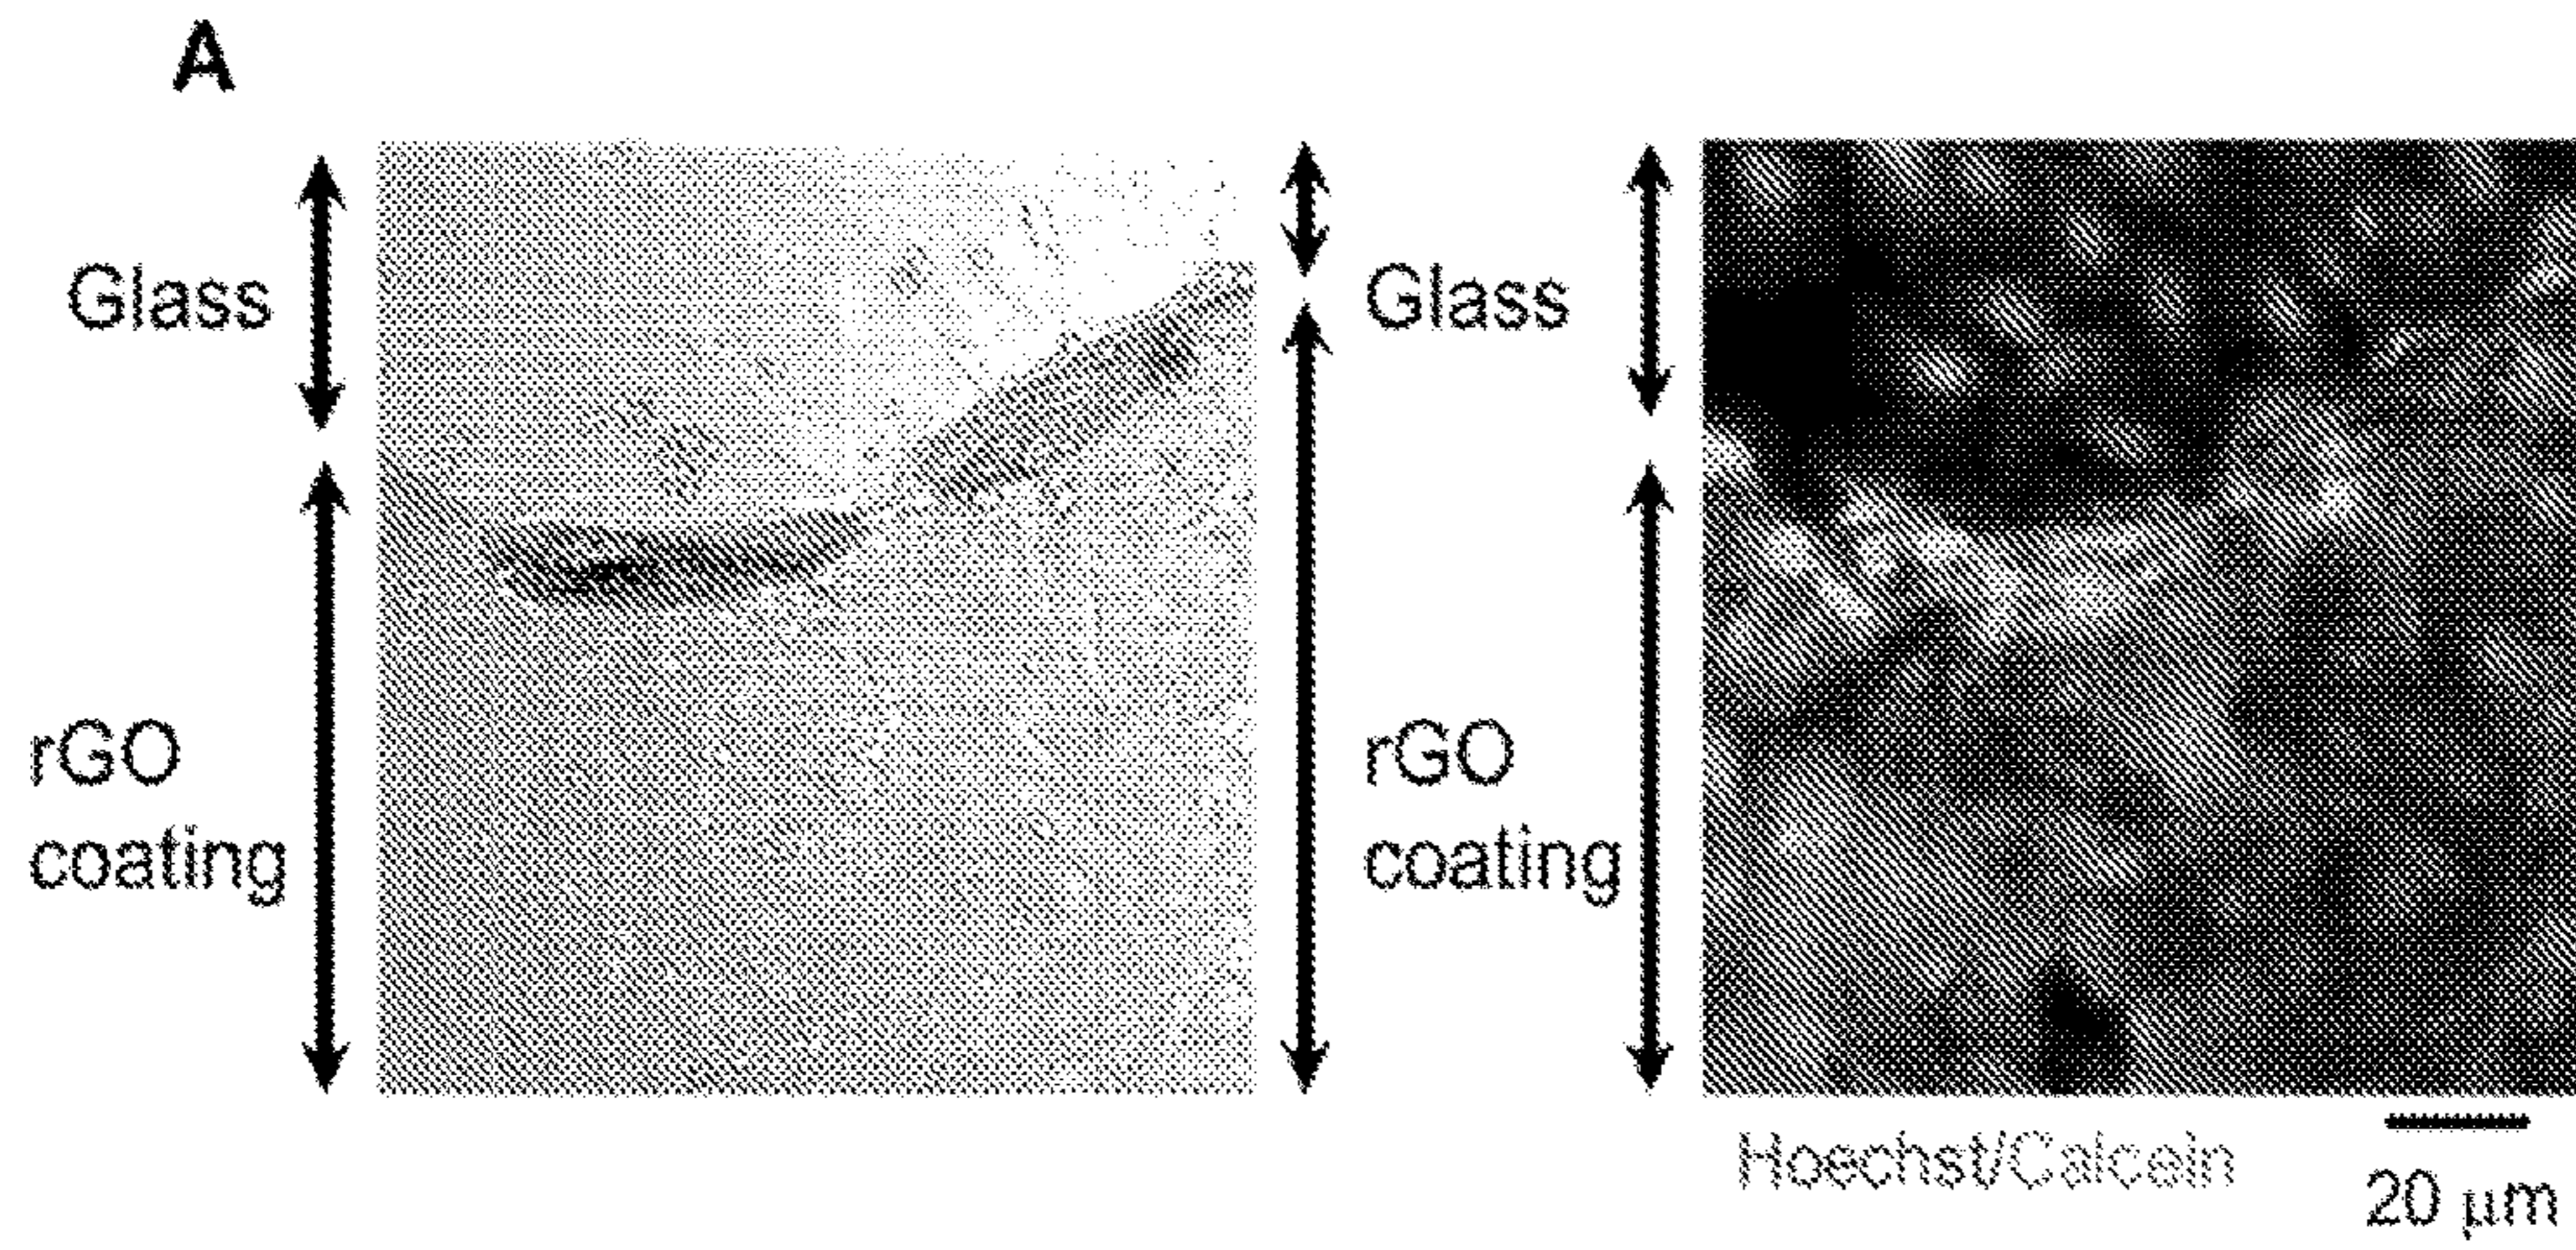 A
Glass
rGO
coating
Glass
rGO
coating
Hoechst/Calcein
20 μm